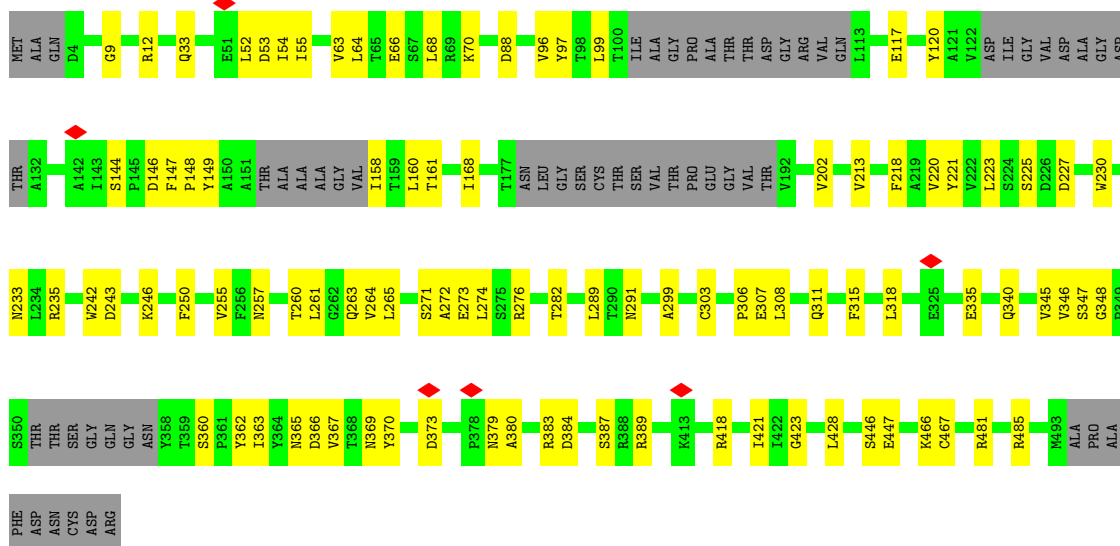 MET ALA GLN D4 G9 R12 Q33 E51 L52 D53 I54 I55 V63 L64 T65 E66 S67 L68 R69 K70 D88 V96 Y97 T98 L99 T100 ILE ALA GLY PRO ALA THR THR ASP GLY ARG VAL GLN L113 E117 Y120 A121 V122 ASP ILE GLY VAL ASP ALA GLY ASP
THR A132 A142 I143 S144 P145 D146 F147 P148 Y149 A150 A151 THR ALA ALA ALA GLY VAL I158 T159 L160 T161 I168 T177 ASN LEU GLY SER CYS THR SER VAL THR PRO GLU GLY VAL THR V192 V202 V213 F218 A219 V220 Y221 V222 L223 S224 S225 D226 D227 W230
N233 L234 R235 W242 D243 K246 F250 V255 F256 N257 T260 L261 G262 Q263 V264 L265 S271 A272 E273 L274 S275 R276 T282 L289 T290 N291 A299 C303 P306 E307 L308 Q311 F315 L318 E325 E335 Q340 V345 V346 S347 G348 P349
S350 THR THR SER GLY GLN GLY ASN Y358 T359 S360 P361 Y362 I363 Y364 N365 D366 V367 T368 N369 Y370 D373 P378 N379 A380 R383 D384 S387 R388 R389 K413 R418 I421 I422 G423 L428 S446 E447 K466 C467 R481 R485 M493 ALA PRO ALA
PHE ASP ASN CYS ASP ARG